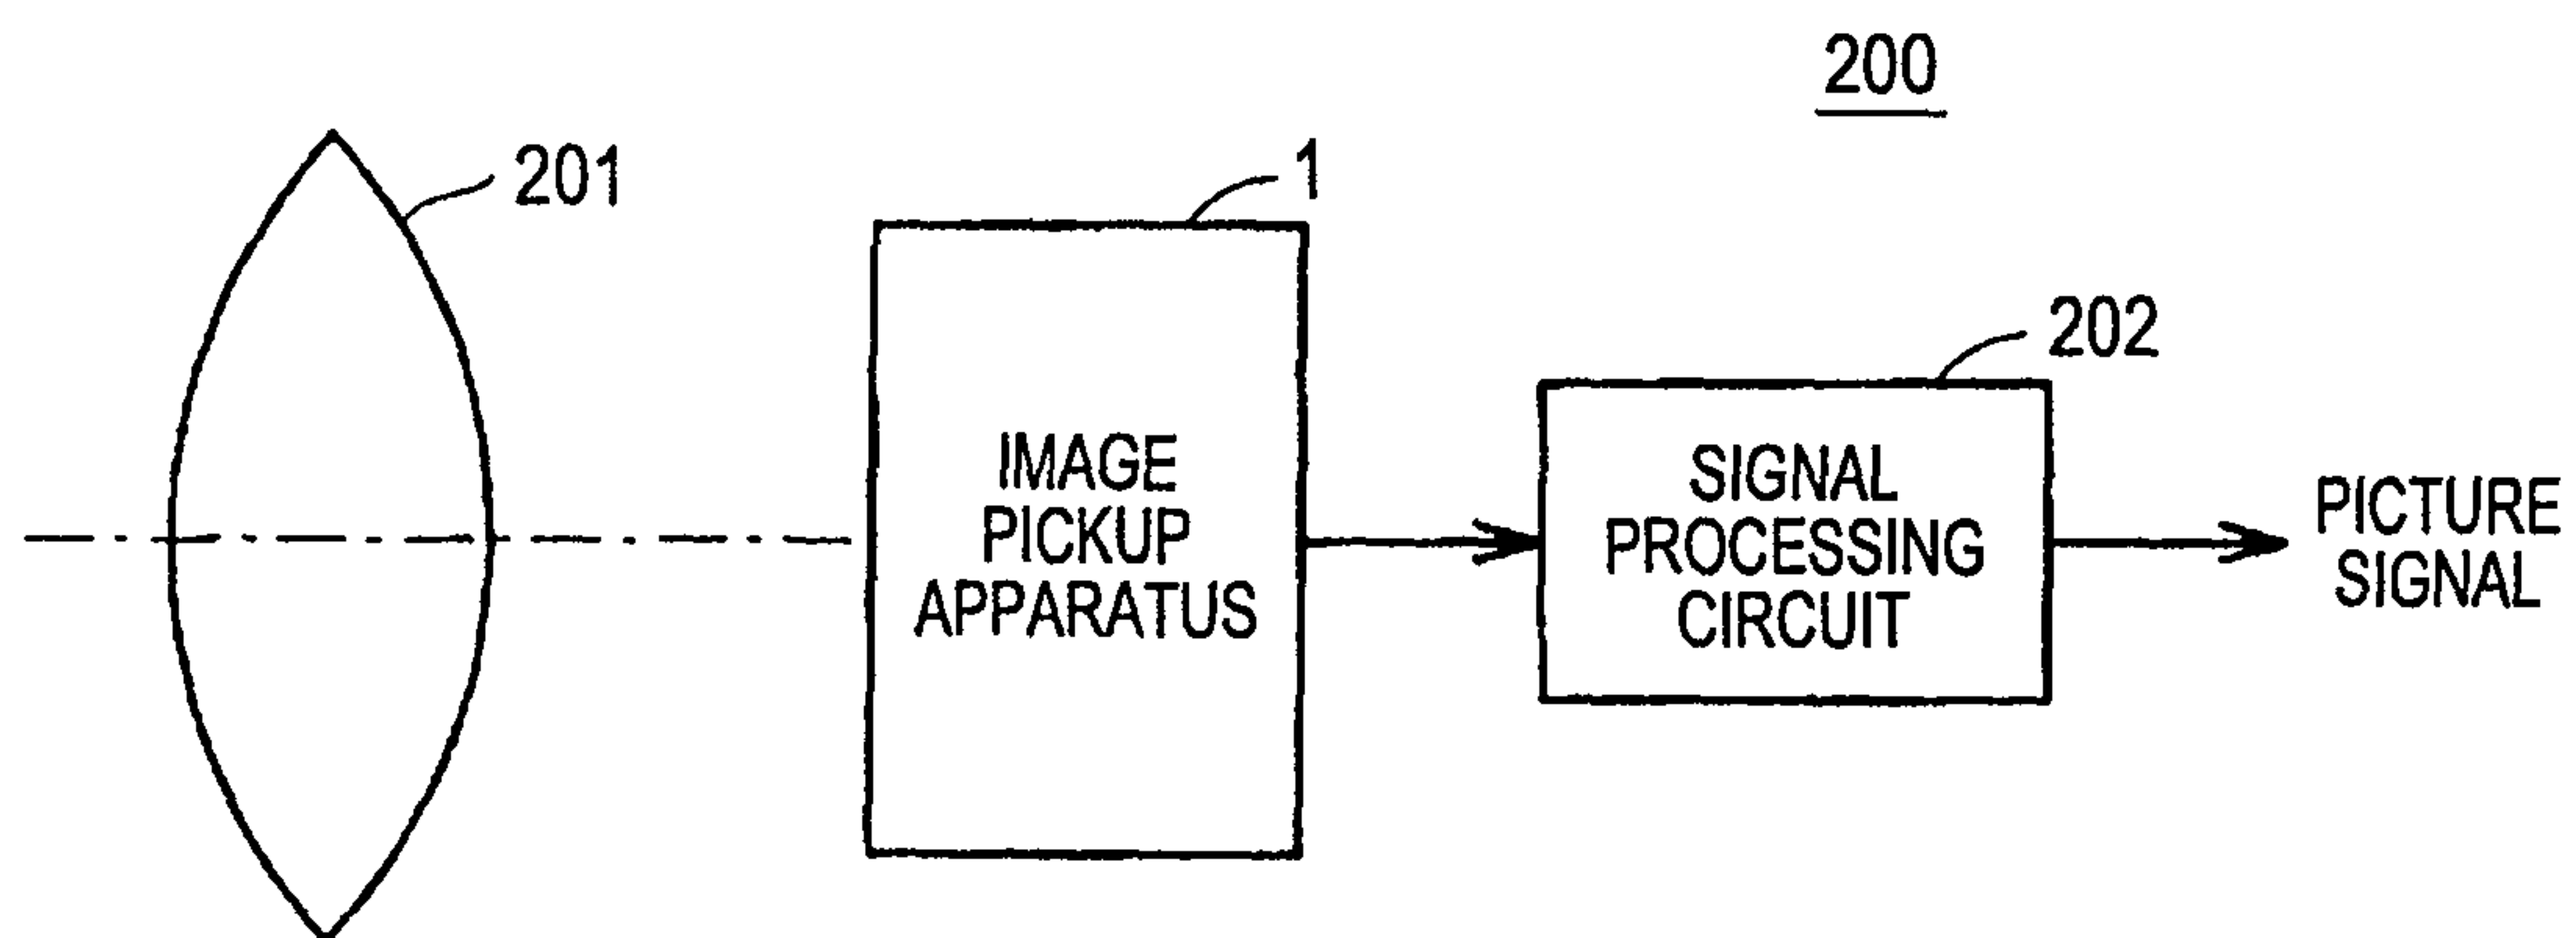 200
201
1
202
IMAGE
PICKUP
APPARATUS
SIGNAL
PROCESSING
CIRCUIT
PICTURE
SIGNAL